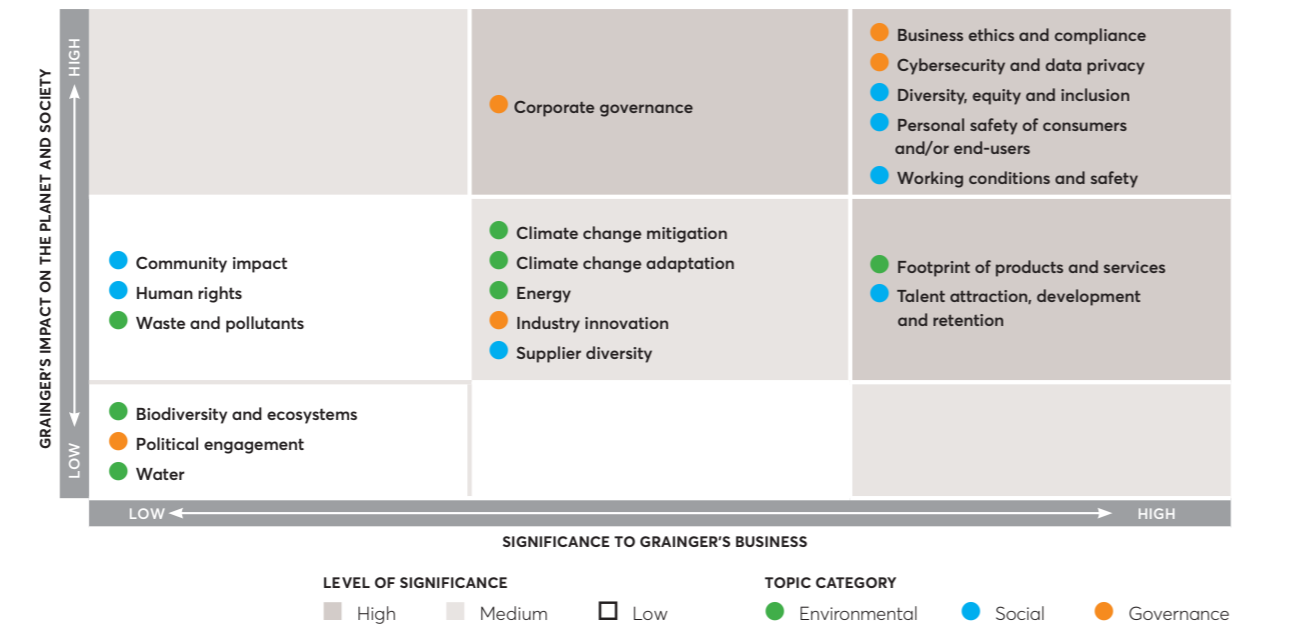 GRAINGER'S IMPACT ON THE PLANET AND SOCIETY
HIGH
LOW
Corporate governance
Business ethics and compliance
Cybersecurity and data privacy
Diversity, equity and inclusion
Personal safety of consumers
and/or end-users
Working conditions and safety
Community impact
Human rights
Waste and pollutants
Climate change mitigation
Climate change adaptation
Energy
Industry innovation
Supplier diversity
Footprint of products and services
Talent attraction, development
and retention
Biodiversity and ecosystems
Political engagement
Water
LOW HIGH
SIGNIFICANCE TO GRAINGER'S BUSINESS
LEVEL OF SIGNIFICANCE
High Medium Low
TOPIC CATEGORY
Environmental Social Governance